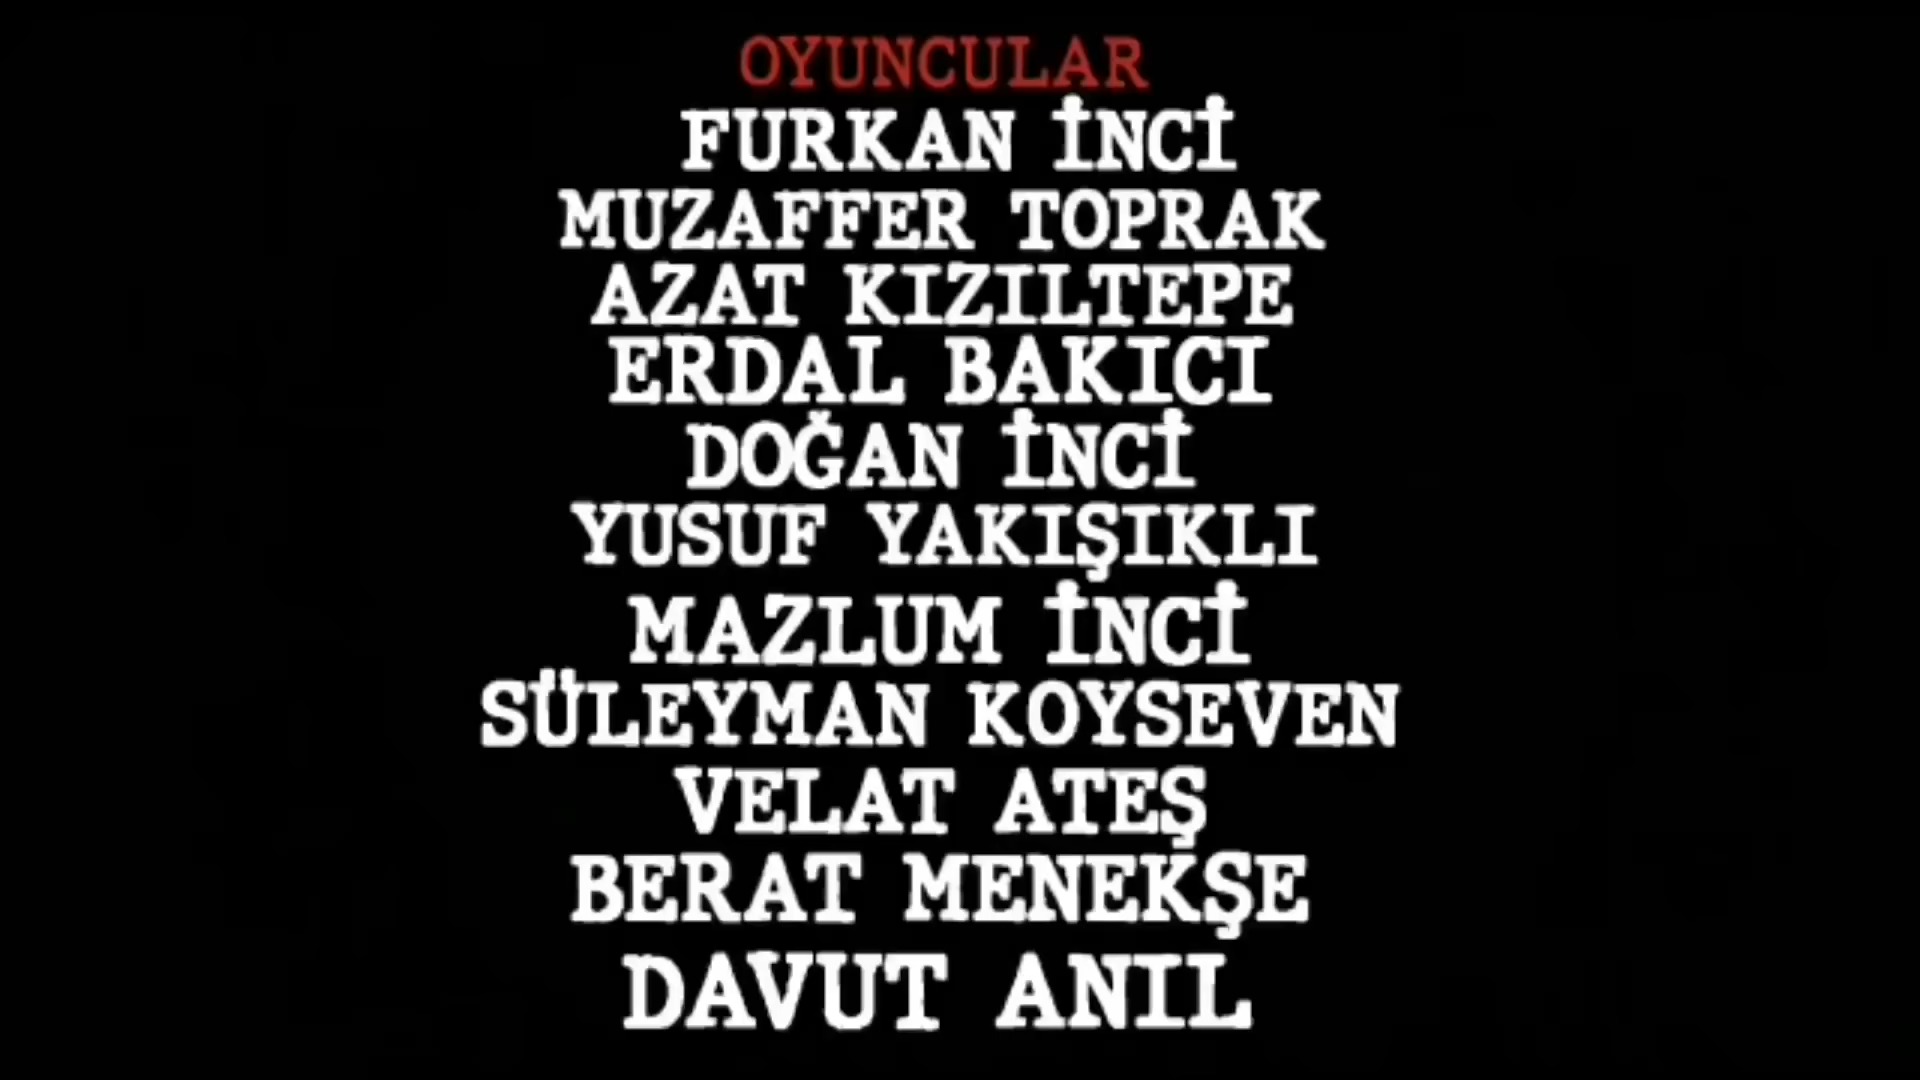 OYUNCULAR
FURKAN İNCİ
MUZAFFER TOPRAK
AZAT KIZILTEPE
ERDAL BAKICI
DOĞAN İNCİ
YUSUF YAKIŞIKLI
MAZLUM İNCİ
SÜLEYMAN KOYSEVEN
VELAT ATEŞ
BERAT MENEKŞE
DAVUT ANIL